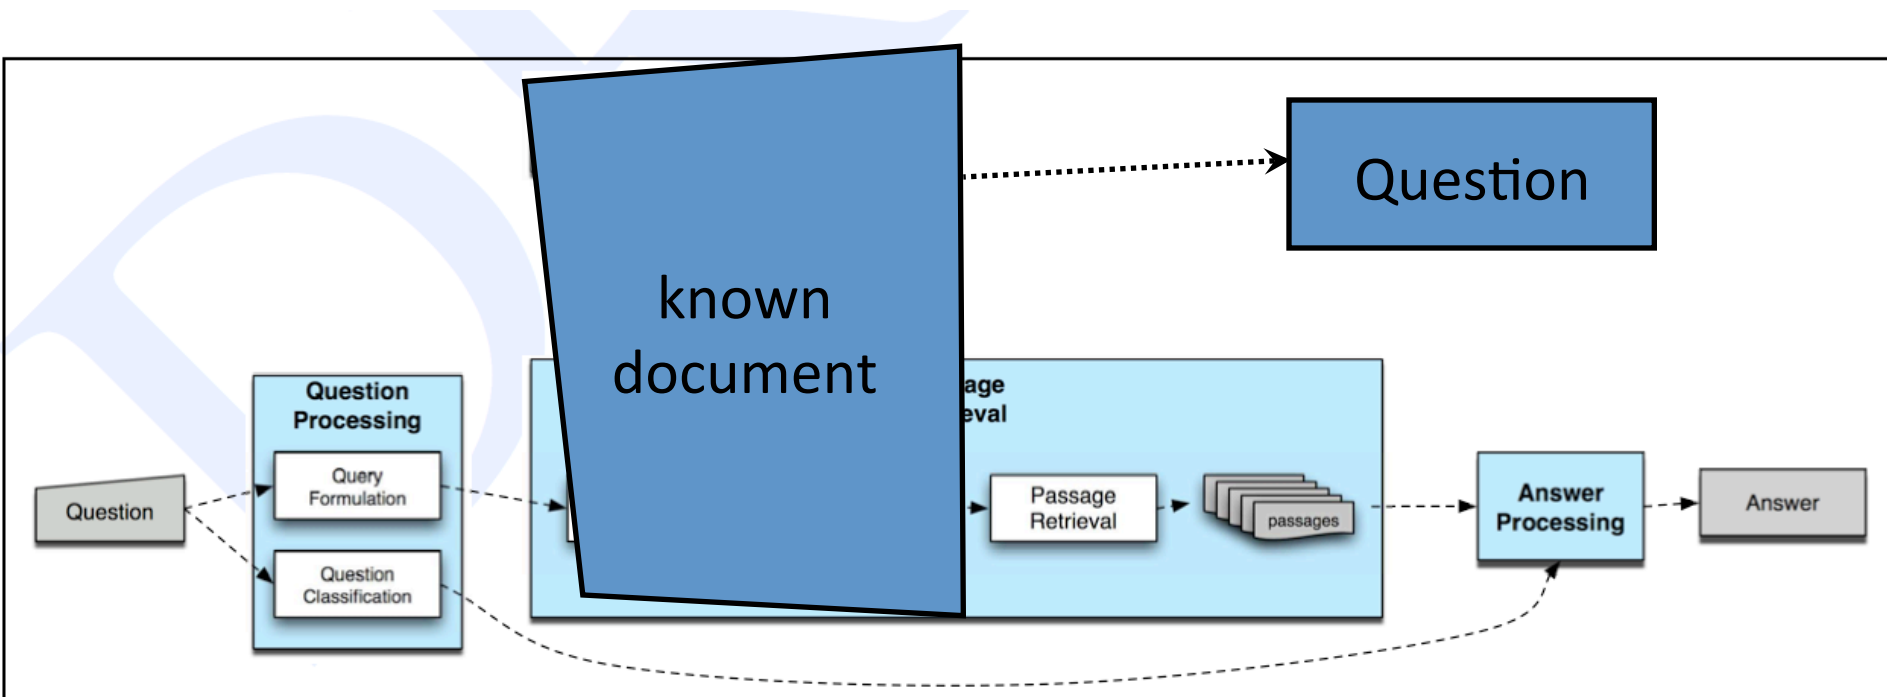 Question
known
document
Question
Processing
age
eval
Query
Formulation
Question
Question
Classification
Passage
Retrieval
passages
Answer
Processing
Answer